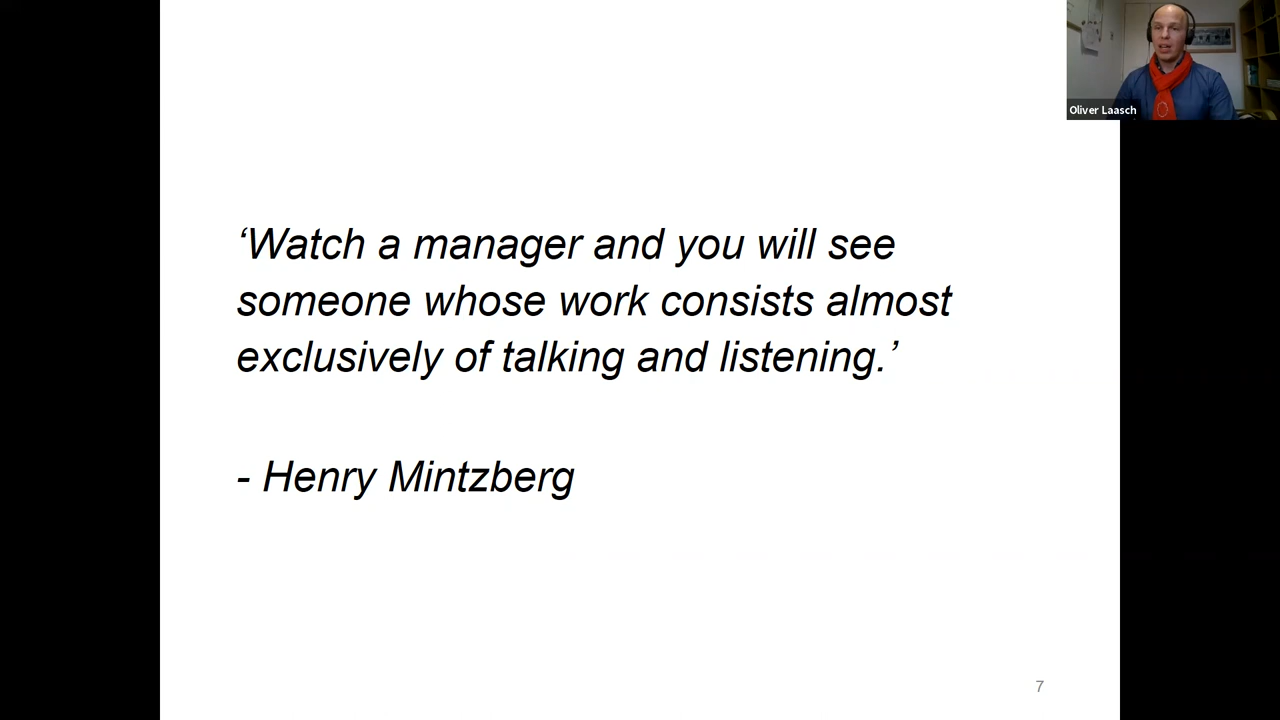 Oliver Laasch
‘Watch a manager and you will see
someone whose work consists almost
exclusively of talking and listening.’
- Henry Mintzberg
7